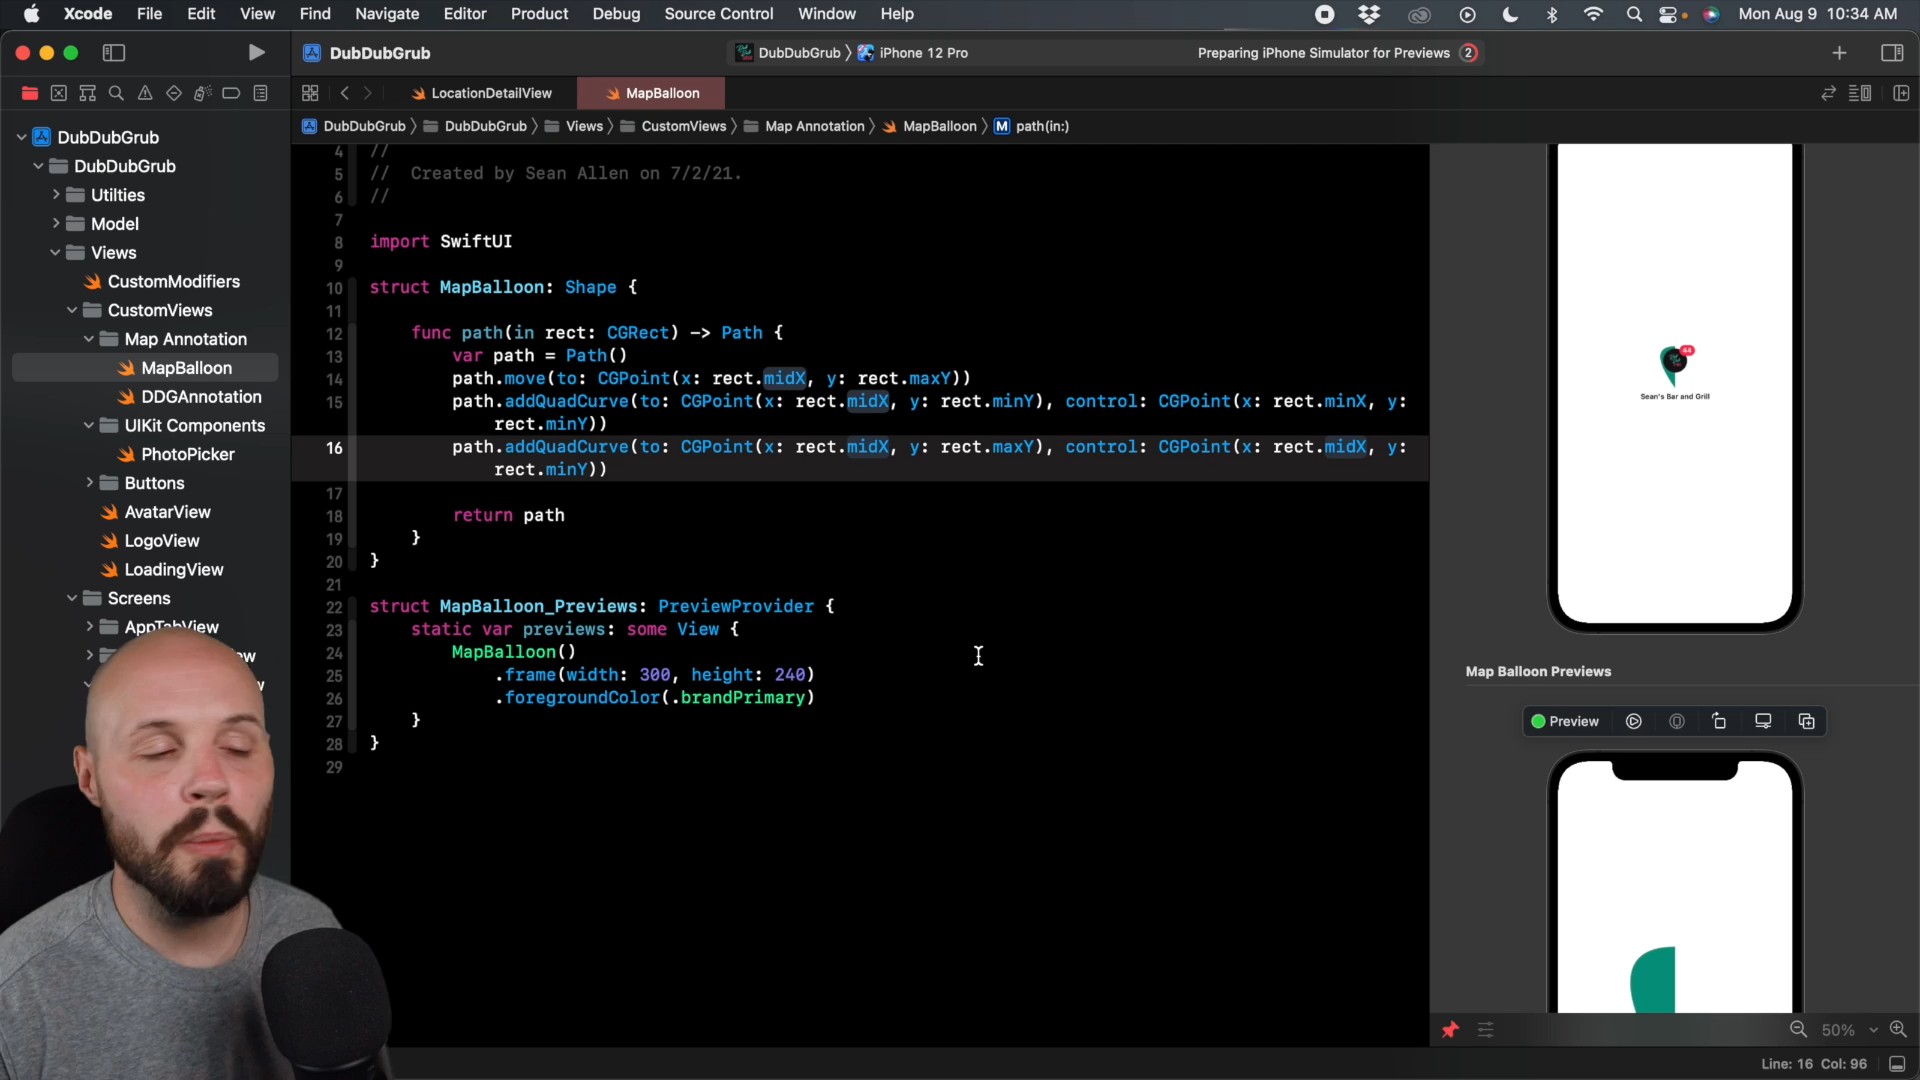 Xcode File Edit View Find Navigate Editor Product Debug Source Control Window Help
Mon Aug 9 10:34 AM
DubDubGrub
DubDubGrub iPhone 12 Pro
Preparing iPhone Simulator for Previews 2
LocationDetailView
MapBalloon
DubDubGrub DubDubGrub Views CustomViews Map Annotation MapBalloon M path(in:)
DubDubGrub
DubDubGrub
Utilties
Model
Views
CustomModifiers
CustomViews
Map Annotation
MapBalloon
DDGAnnotation
UIKit Components
PhotoPicker
Buttons
AvatarView
LogoView
LoadingView
Screens
AppTabView
4 //
5 // Created by Sean Allen on 7/2/21.
6 //
7
8 import SwiftUI
9
10 struct MapBalloon: Shape {
11
12 func path(in rect: CGRect) -> Path {
13 var path = Path()
14 path.move(to: CGPoint(x: rect.midX, y: rect.maxY))
15 path.addQuadCurve(to: CGPoint(x: rect.midX, y: rect.minY), control: CGPoint(x: rect.minX, y:
rect.minY))
16 path.addQuadCurve(to: CGPoint(x: rect.midX, y: rect.maxY), control: CGPoint(x: rect.midX, y:
rect.minY))
17
18 return path
19 }
20 }
21
22 struct MapBalloon_Previews: PreviewProvider {
23 static var previews: some View {
24 MapBalloon()
25 .frame(width: 300, height: 240)
26 .foregroundColor(.brandPrimary)
27 }
28 }
29
44
Sean's Bar and Grill
Map Balloon Previews
Preview
50%
Line: 16 Col: 96